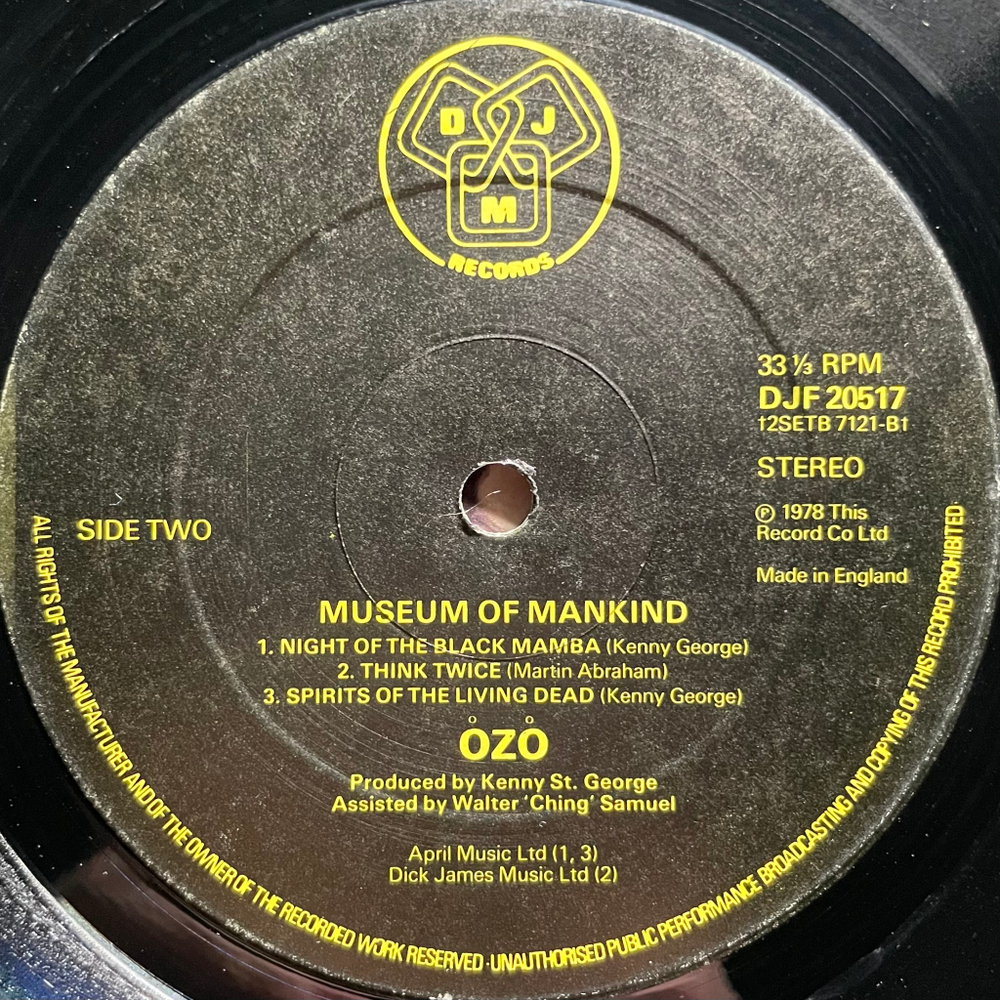 D J
M
RECORDS
33 ⅓ RPM
DJF 20517
†2SETB 7121-B†
STEREO
℗ 1978 This
Record Co Ltd
Made in England
SIDE TWO
MUSEUM OF MANKIND
1. NIGHT OF THE BLACK MAMBA (Kenny George)
2. THINK TWICE (Martin Abraham)
3. SPIRITS OF THE LIVING DEAD (Kenny George)
O̊ZO̊
Produced by Kenny St. George
Assisted by Walter ‘Ching’ Samuel
April Music Ltd (1, 3)
Dick James Music Ltd (2)
ALL RIGHTS OF THE MANUFACTURER AND OF THE OWNER OF THE RECORDED WORK RESERVED · UNAUTHORISED PUBLIC PERFORMANCE BROADCASTING AND COPYING OF THIS RECORD PROHIBITED